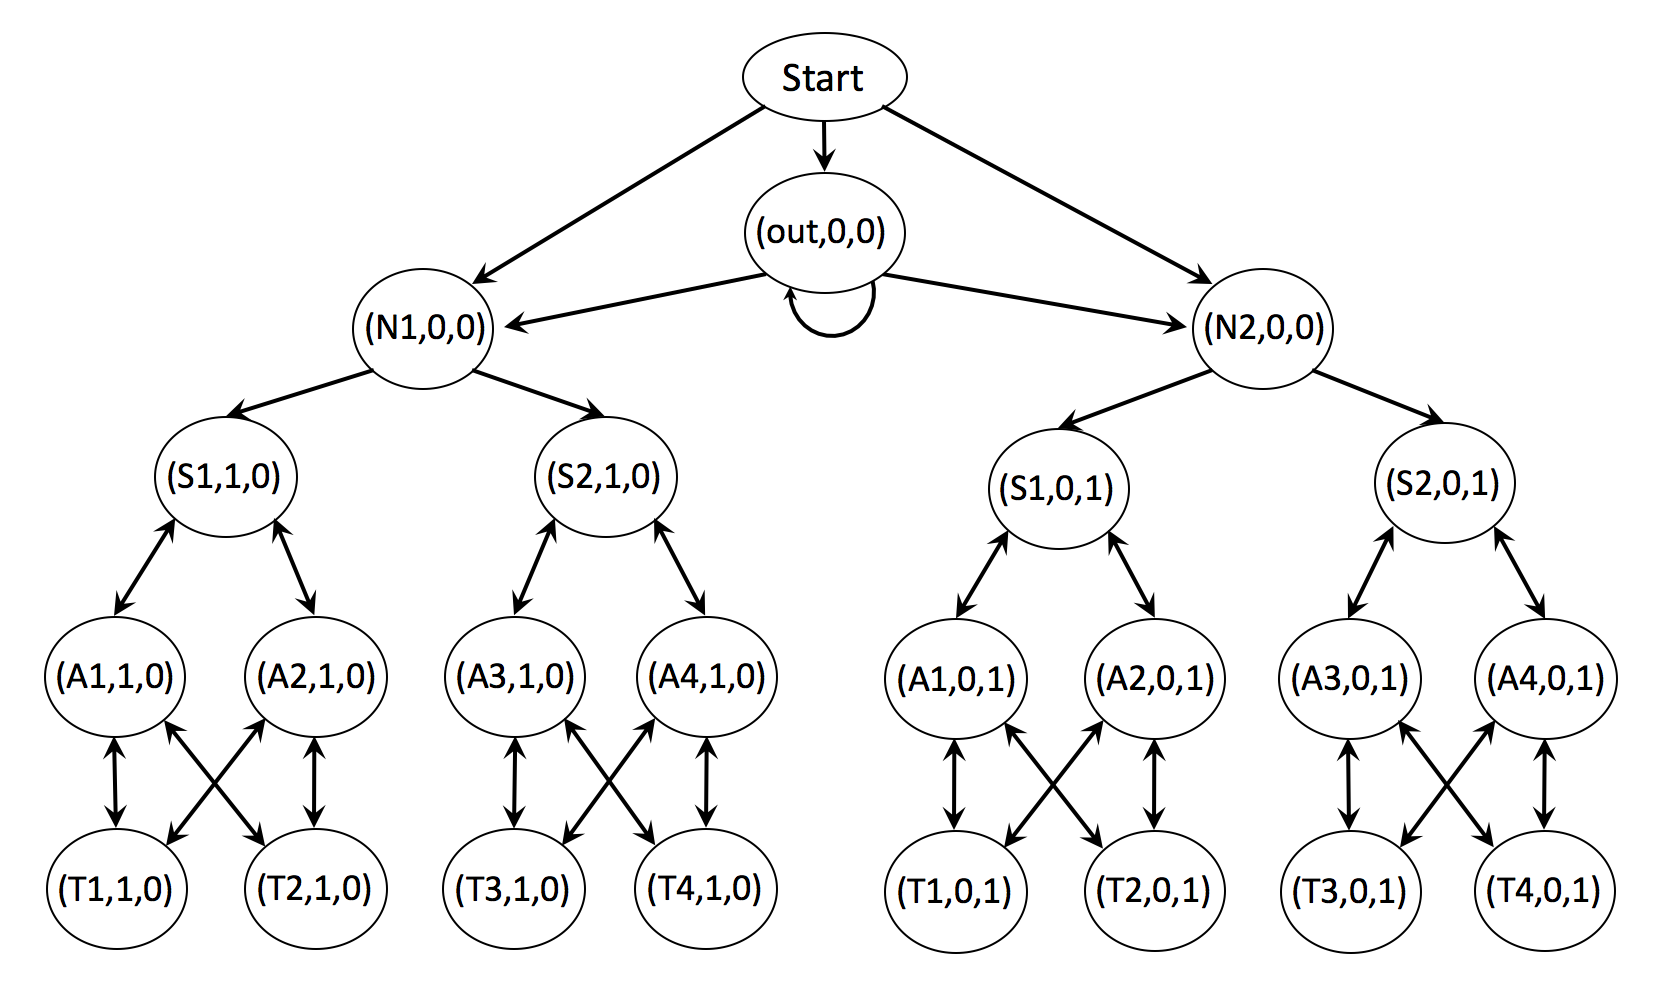 Start
(out,0,0)
(N1,0,0)
(N2,0,0)
(S1,1,0)
(S2,1,0)
(S1,0,1)
(S2,0,1)
(A1,1,0)
(A2,1,0)
(A3,1,0)
(A4,1,0)
(A1,0,1)
(A2,0,1)
(A3,0,1)
(A4,0,1)
(T1,1,0)
(T2,1,0)
(T3,1,0)
(T4,1,0)
(T1,0,1)
(T2,0,1)
(T3,0,1)
(T4,0,1)